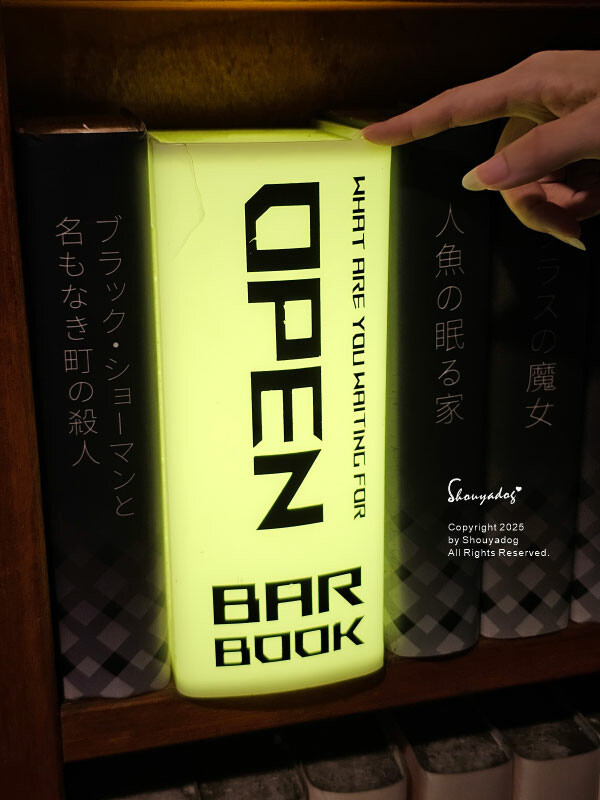 ブラック・ショーマンと
名もなき町の殺人
WHAT ARE YOU WAITING FOR
OPEN
BAR
BOOK
人魚の眠る家
ラスの魔女
Shouyadog
Copyright 2025
by Shouyadog
All Rights Reserved.